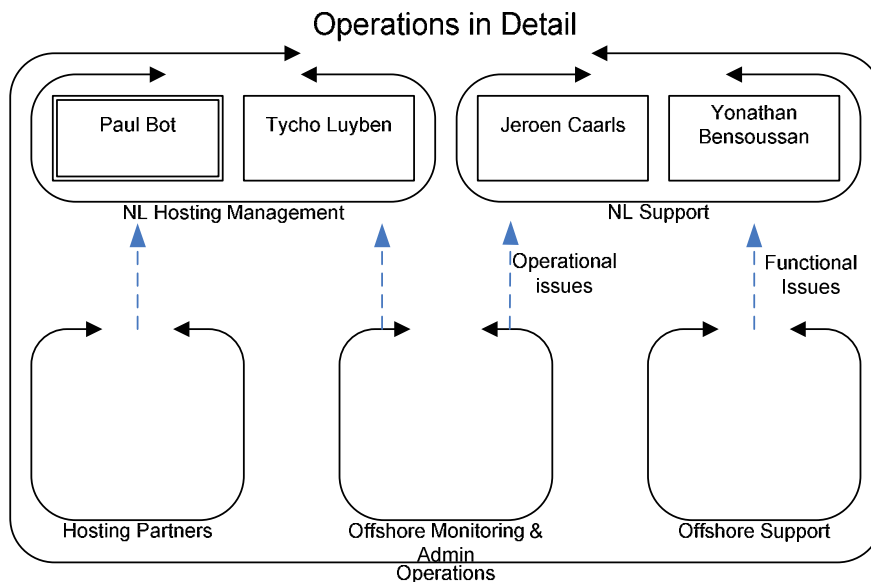 Operations in Detail
Paul Bot
Tycho Luyben
Jeroen Caarls
Yonathan
Bensoussan
NL Hosting Management
NL Support
Operational
issues
Functional
Issues
Hosting Partners
Offshore Monitoring &
Admin
Offshore Support
Operations